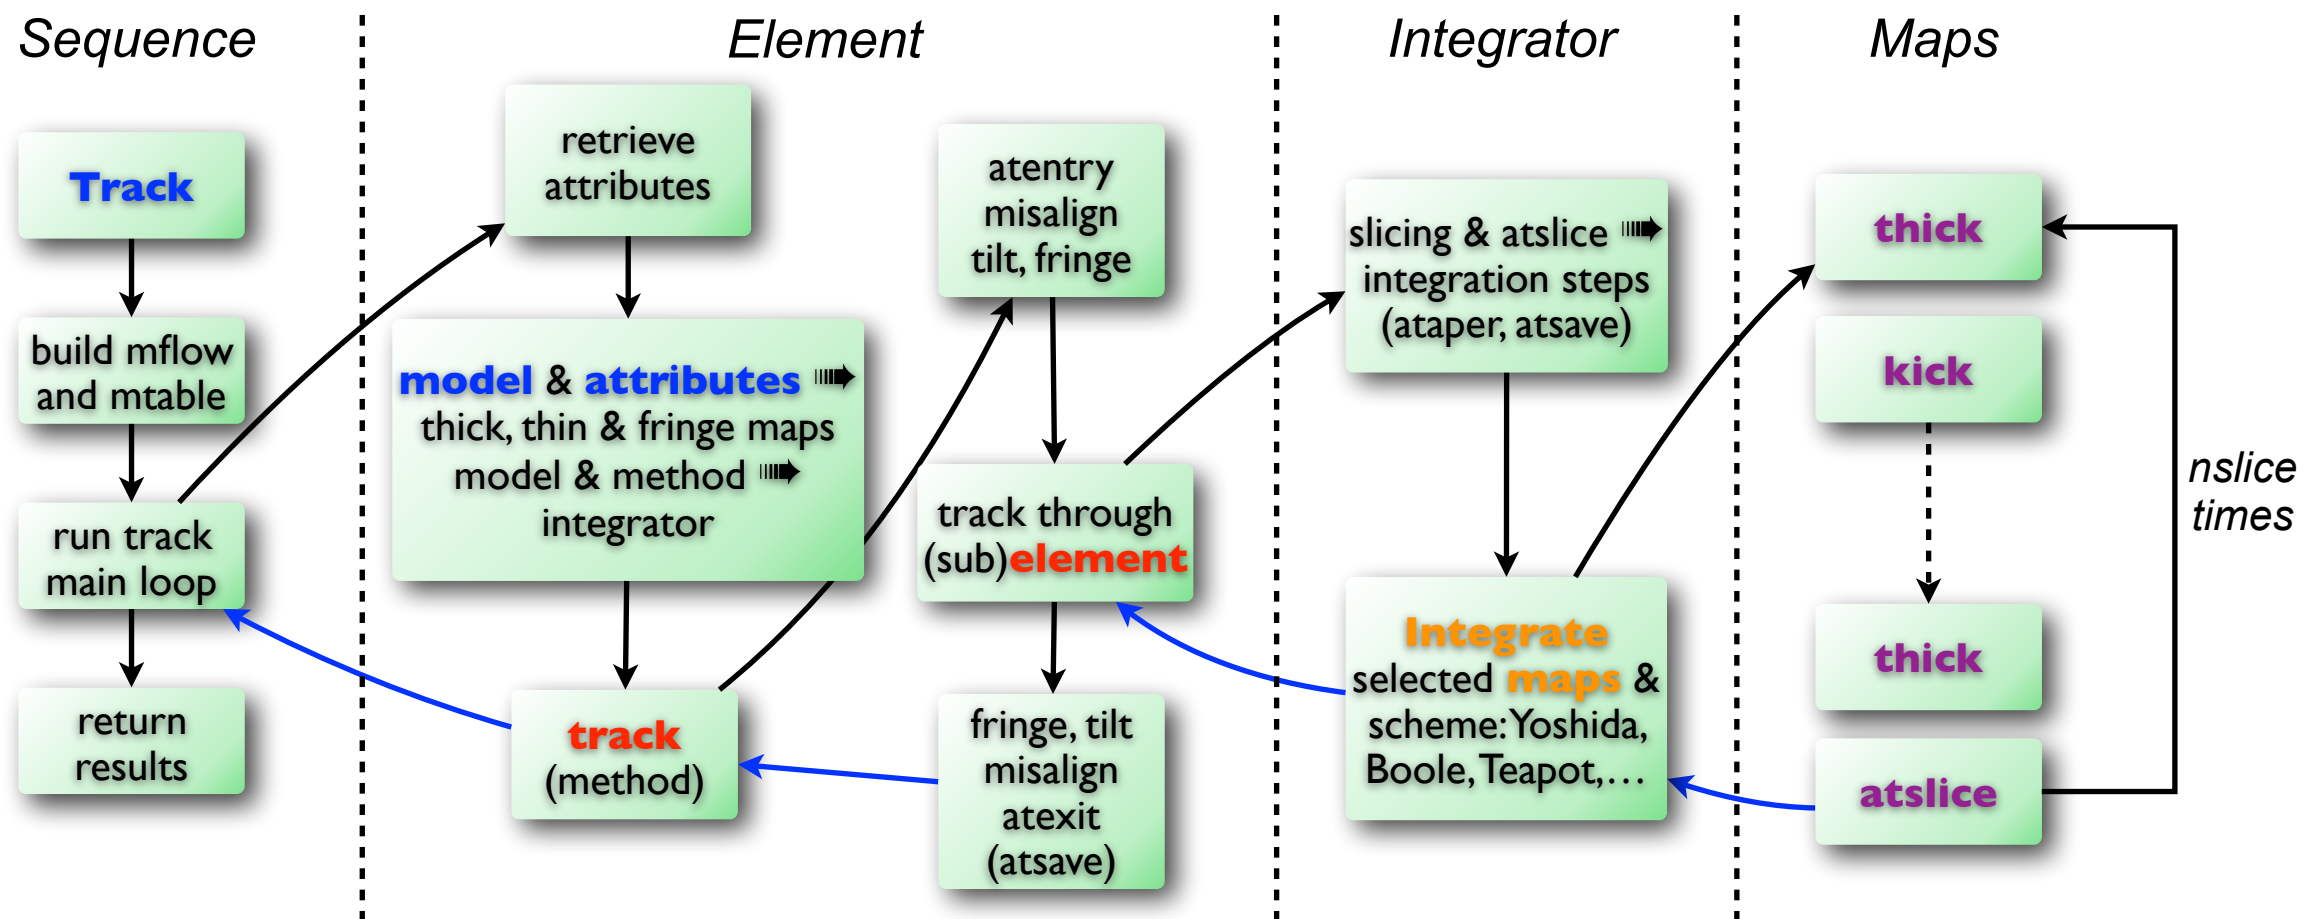 Sequence
Track
build mflow
and mtable
run track
main loop
return
results
Element
retrieve
attributes
model & attributes
thick, thin & fringe maps
model & method
integrator
track
(method)
atentry
misalign
tilt, fringe
track through
(sub)element
fringe, tilt
misalign
atexit
(atsave)
Integrator
slicing & atslice
integration steps
(ataper, atsave)
Integrate
selected maps &
scheme: Yoshida,
Boole, Teapot,…
Maps
thick
kick
thick
atslice
nslice
times